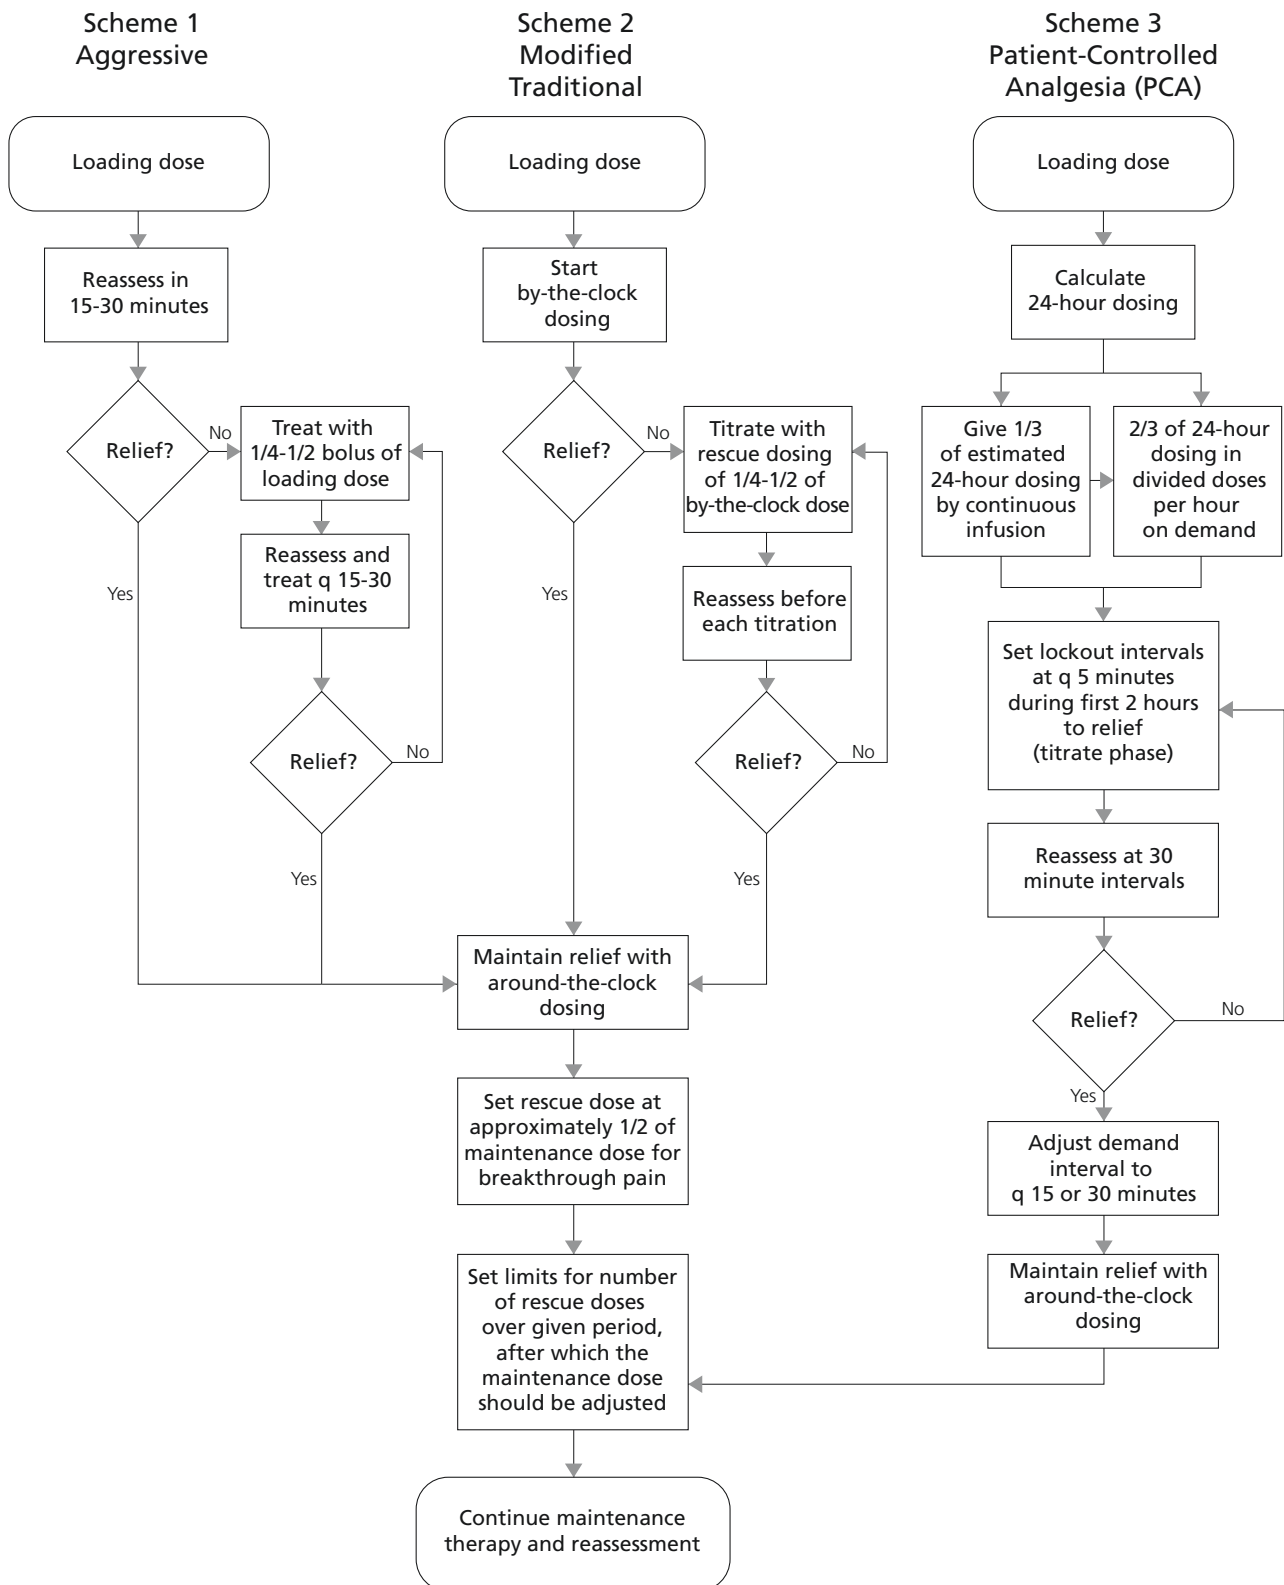 Scheme 1
Aggressive
Loading dose
Reassess in
15-30 minutes
Relief?
No
Yes
Treat with
1/4-1/2 bolus of
loading dose
Reassess and
treat q 15-30
minutes
Relief?
No
Yes
Scheme 2
Modified
Traditional
Loading dose
Start
by-the-clock
dosing
Relief?
No
Yes
Titrate with
rescue dosing
of 1/4-1/2 of
by-the-clock dose
Reassess before
each titration
Relief?
No
Yes
Maintain relief with
around-the-clock
dosing
Set rescue dose at
approximately 1/2 of
maintenance dose for
breakthrough pain
Set limits for number
of rescue doses
over given period,
after which the
maintenance dose
should be adjusted
Continue maintenance
therapy and reassessment
Scheme 3
Patient-Controlled
Analgesia (PCA)
Loading dose
Calculate
24-hour dosing
Give 1/3
of estimated
24-hour dosing
by continuous
infusion
2/3 of 24-hour
dosing in
divided doses
per hour
on demand
Set lockout intervals
at q 5 minutes
during first 2 hours
to relief
(titrate phase)
Reassess at 30
minute intervals
Relief?
No
Yes
Adjust demand
interval to
q 15 or 30 minutes
Maintain relief with
around-the-clock
dosing